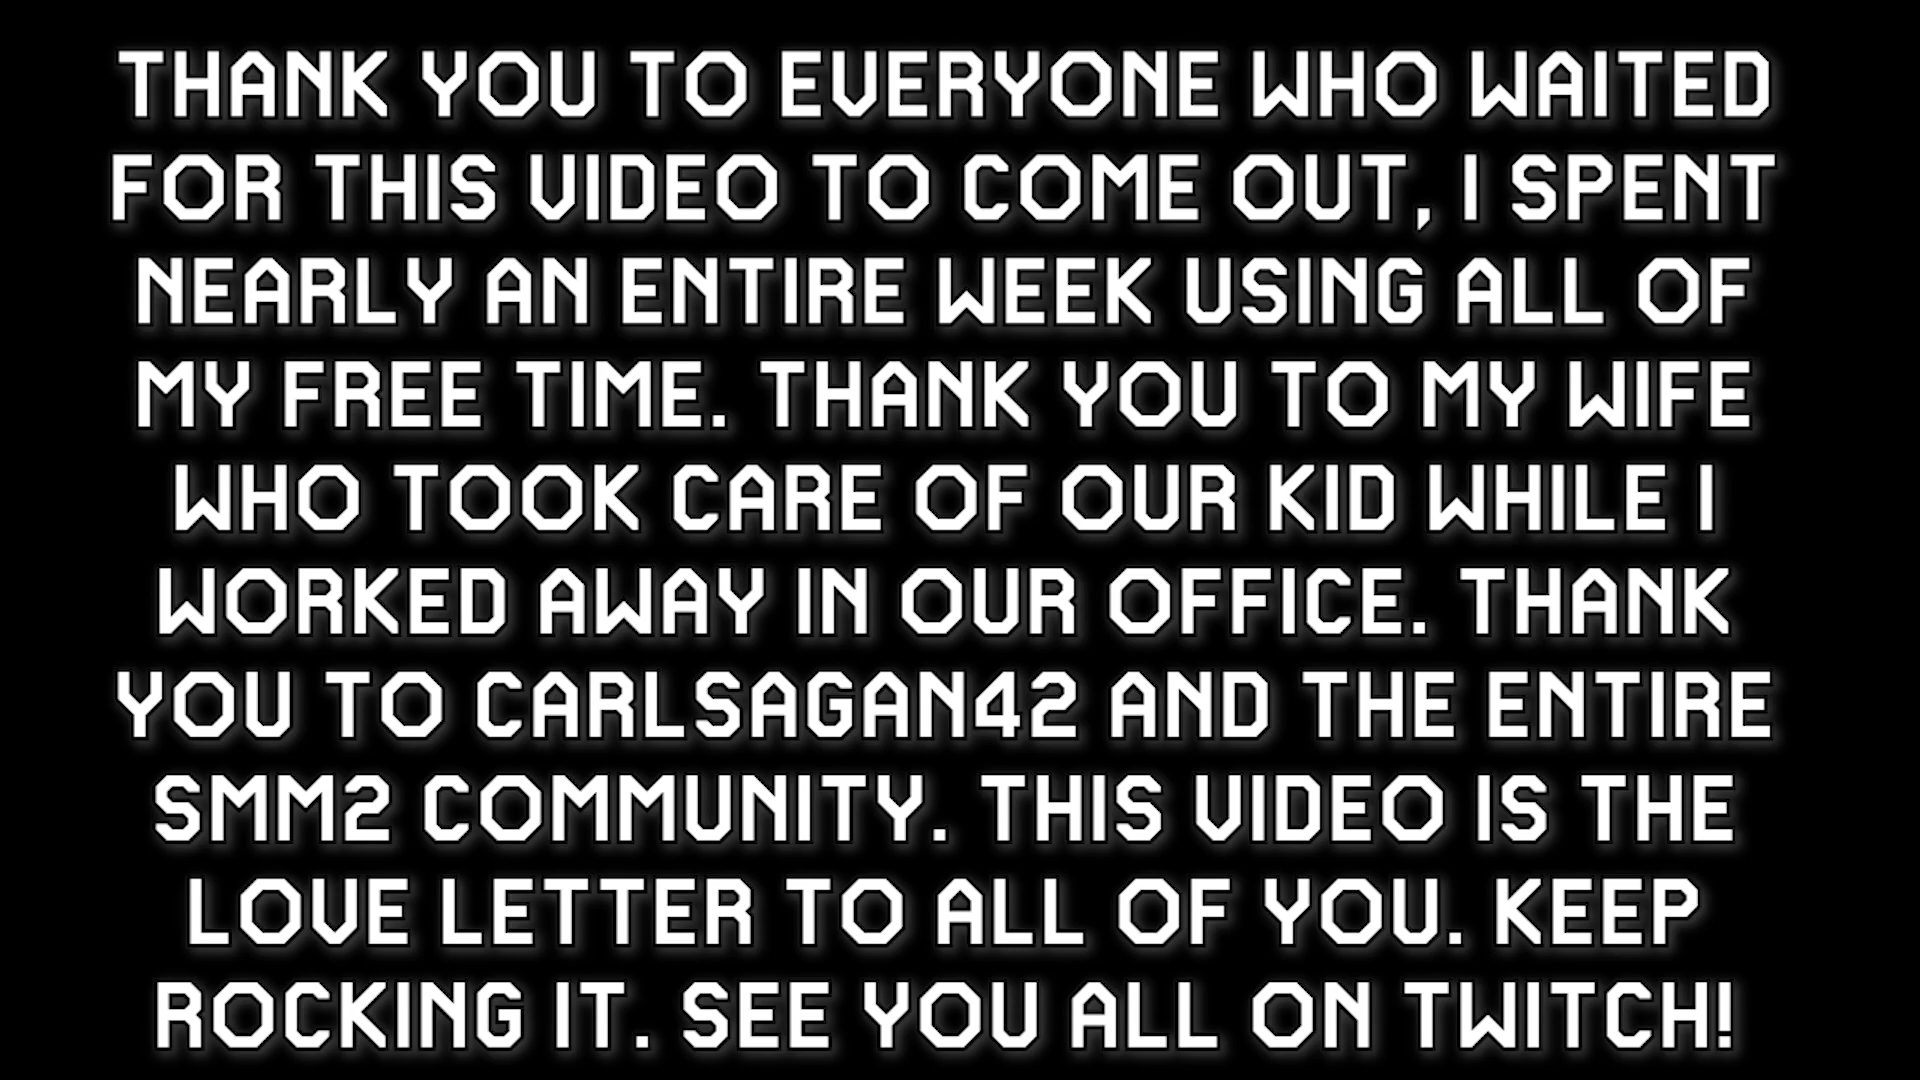 THANK YOU TO EVERYONE WHO WAITED
FOR THIS VIDEO TO COME OUT, I SPENT
NEARLY AN ENTIRE WEEK USING ALL OF
MY FREE TIME. THANK YOU TO MY WIFE
WHO TOOK CARE OF OUR KID WHILE I
WORKED AWAY IN OUR OFFICE. THANK
YOU TO CARLSAGAN42 AND THE ENTIRE
SMM2 COMMUNITY. THIS VIDEO IS THE
LOVE LETTER TO ALL OF YOU. KEEP
ROCKING IT. SEE YOU ALL ON TWITCH!